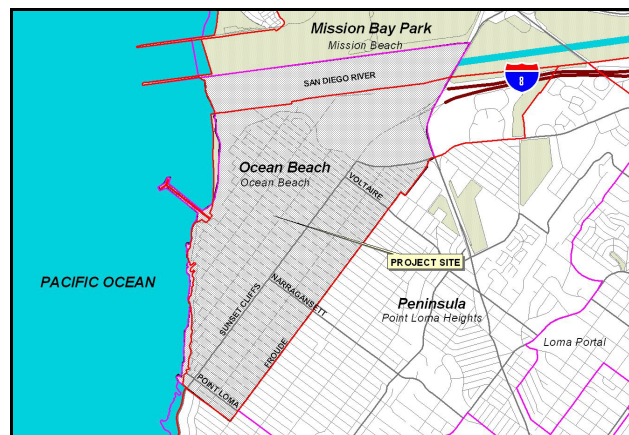 Mission Bay Park
Mission Beach
SAN DIEGO RIVER
8
Ocean Beach
Ocean Beach
VOLTAIRE
PROJECT SITE
PACIFIC OCEAN
SUNSET CLIFFS
NARRAGANSETT
Peninsula
Point Loma Heights
Loma Portal
FROUDE
POINT LOMA